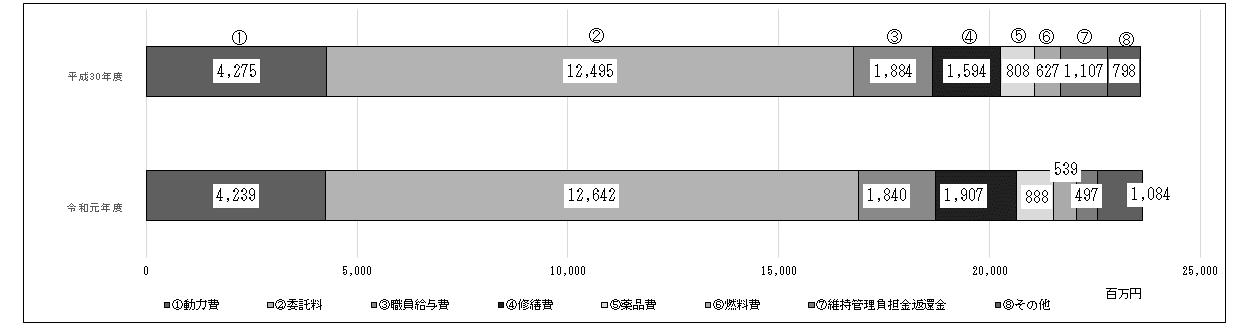 ① ② ③ ④ ⑤ ⑥ ⑦ ⑧
平成30年度 4,275 12,495 1,884 1,594 808 627 1,107 798
539
令和元年度 4,239 12,642 1,840 1,907 888 497 1,084
0 5,000 10,000 15,000 20,000 25,000
百万円
①動力費 ②委託料 ③職員給与費 ④修繕費 ⑤薬品費 ⑥燃料費 ⑦維持管理負担金返還金 ⑧その他